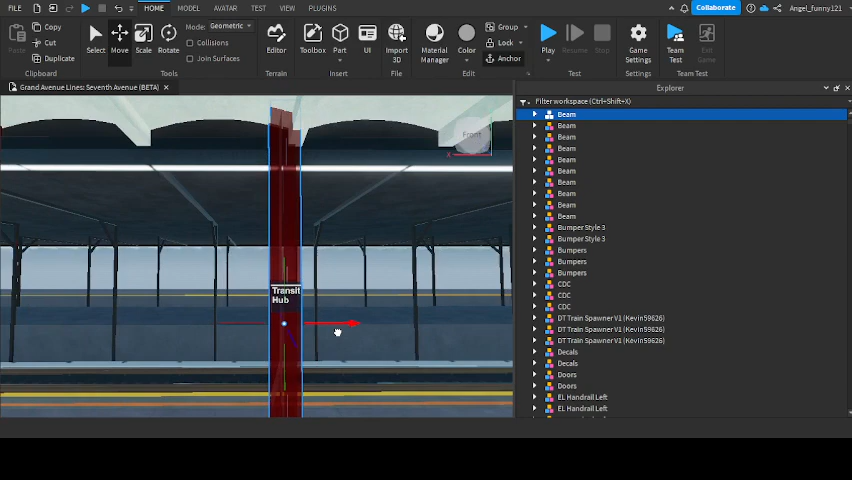 FILE
HOME
MODEL
AVATAR
TEST
VIEW
PLUGINS
Collaborate
Angel_funny121
Copy
Cut
Duplicate
Paste
Clipboard
Select
Move
Scale
Rotate
Mode: Geometric
Collisions
Join Surfaces
Tools
Editor
Terrain
Toolbox
Part
UI
Insert
Import
3D
File
Material
Manager
Color
Group
Lock
Anchor
Edit
Play
Resume
Stop
Test
Game
Settings
Settings
Team
Test
Exit
Game
Team Test
Grand Avenue Lines: Seventh Avenue (BETA)
Explorer
Filter workspace (Ctrl+Shift+X)
Front
X
Transit
Hub
Beam
Beam
Beam
Beam
Beam
Beam
Beam
Beam
Beam
Beam
Bumper Style 3
Bumper Style 3
Bumpers
Bumpers
Bumpers
CDC
CDC
CDC
DT Train Spawner V1 (Kevin59626)
DT Train Spawner V1 (Kevin59626)
DT Train Spawner V1 (Kevin59626)
Decals
Decals
Doors
Doors
EL Handrail Left
EL Handrail Left